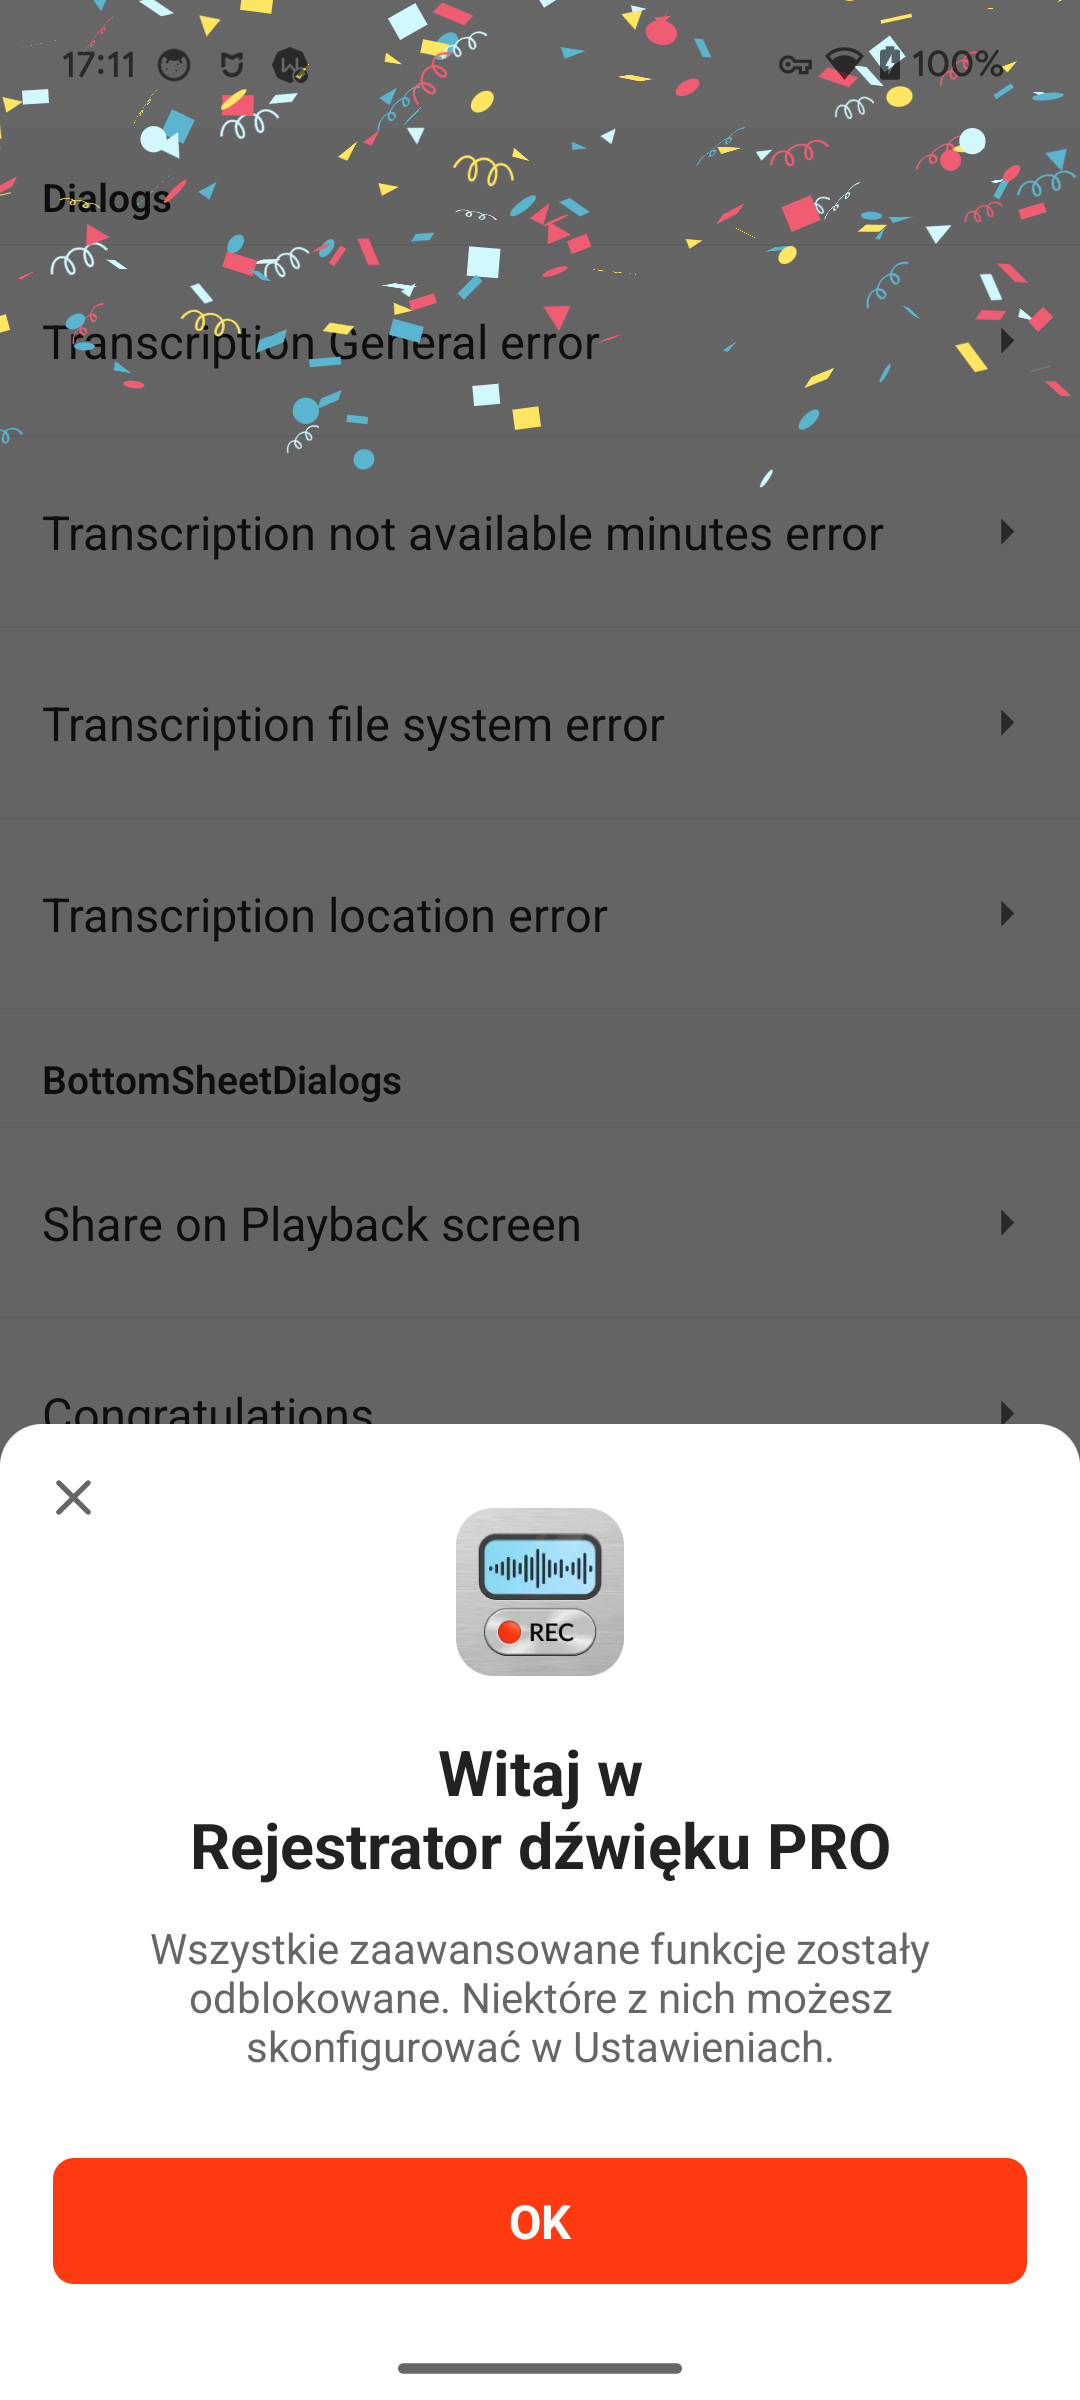 17:11
100%
Dialogs
Transcription General error
Transcription not available minutes error
Transcription file system error
Transcription location error
BottomSheetDialogs
Share on Playback screen
Congratulations
REC
Witaj w
Rejestrator dźwięku PRO
Wszystkie zaawansowane funkcje zostały
odblokowane. Niektóre z nich możesz
skonfigurować w Ustawieniach.
OK